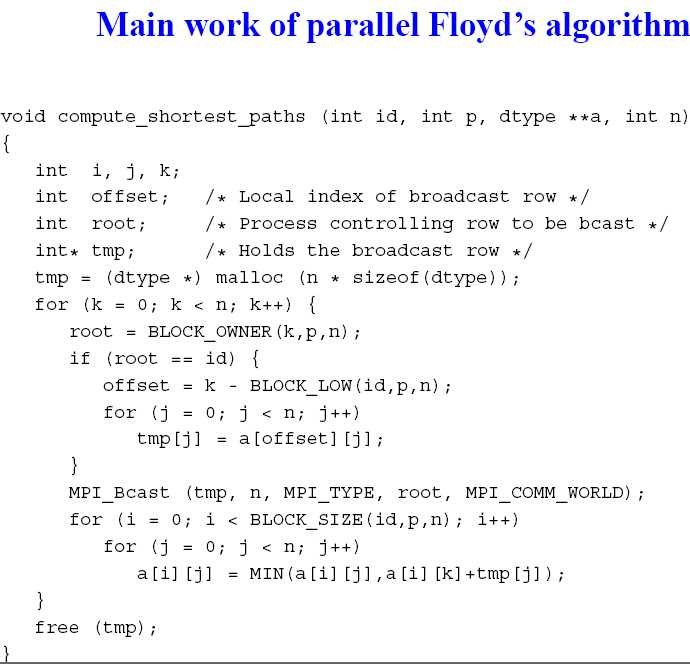 Main work of parallel Floyd's algorithm
void compute_shortest_paths (int id, int p, dtype **a, int n)
{
   int  i, j, k;
   int  offset;   /* Local index of broadcast row */
   int  root;     /* Process controlling row to be bcast */
   int* tmp;      /* Holds the broadcast row */
   tmp = (dtype *) malloc (n * sizeof(dtype));
   for (k = 0; k < n; k++) {
      root = BLOCK_OWNER(k,p,n);
      if (root == id) {
         offset = k - BLOCK_LOW(id,p,n);
         for (j = 0; j < n; j++)
            tmp[j] = a[offset][j];
      }
      MPI_Bcast (tmp, n, MPI_TYPE, root, MPI_COMM_WORLD);
      for (i = 0; i < BLOCK_SIZE(id,p,n); i++)
         for (j = 0; j < n; j++)
            a[i][j] = MIN(a[i][j],a[i][k]+tmp[j]);
   }
   free (tmp);
}